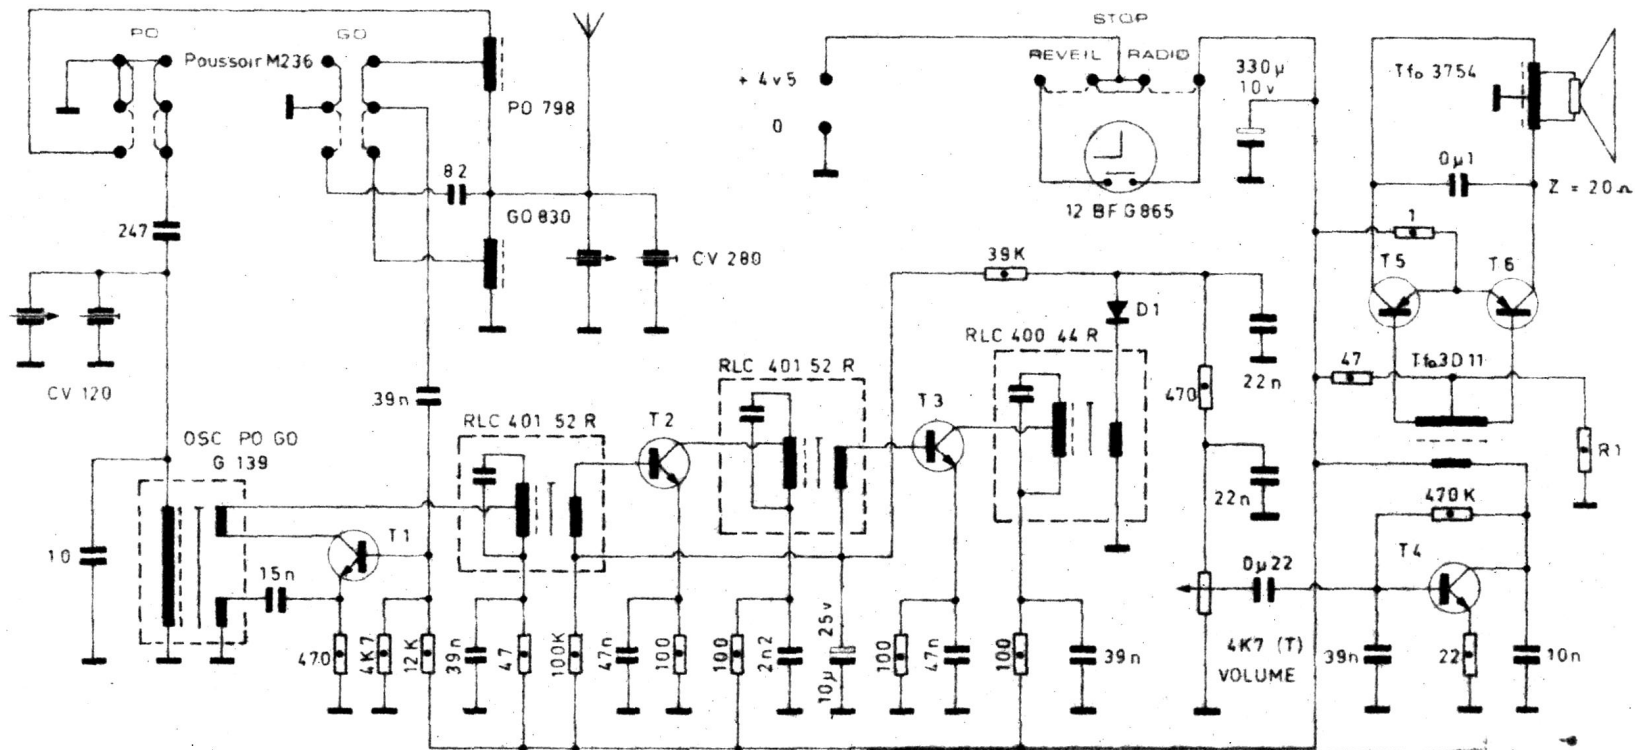 STOP
PO
GO
REVEIL RADIO
Poussoir M236
+ 4v5
330µ
10v
Tfo 3754
PO 798
0
0µ1
82
Z = 20Ω
12 BF G865
GO 830
247
1
39K
CV 280
T5
T6
D1
RLC 400 44 R
RLC 401 52 R
47
Tfo 3D11
22n
470
CV 120
39n
T3
RLC 401 52 R
T2
OSC PO GO
G 139
R1
22n
470K
T1
T4
10
0µ22
15n
25v
470
4K7
12K
39n
47
100K
47n
100
100
2n2
10µ
100
47n
100
39n
4K7 (T)
VOLUME
39n
22
10n